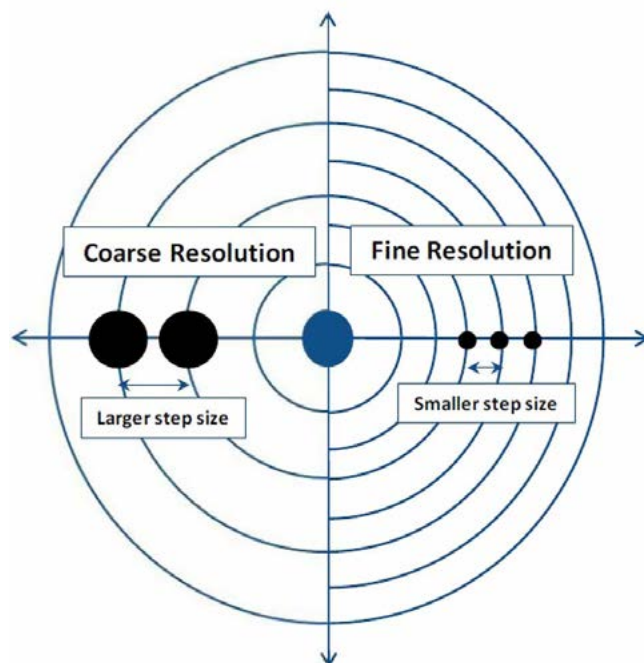 Coarse Resolution
Fine Resolution
Larger step size
Smaller step size